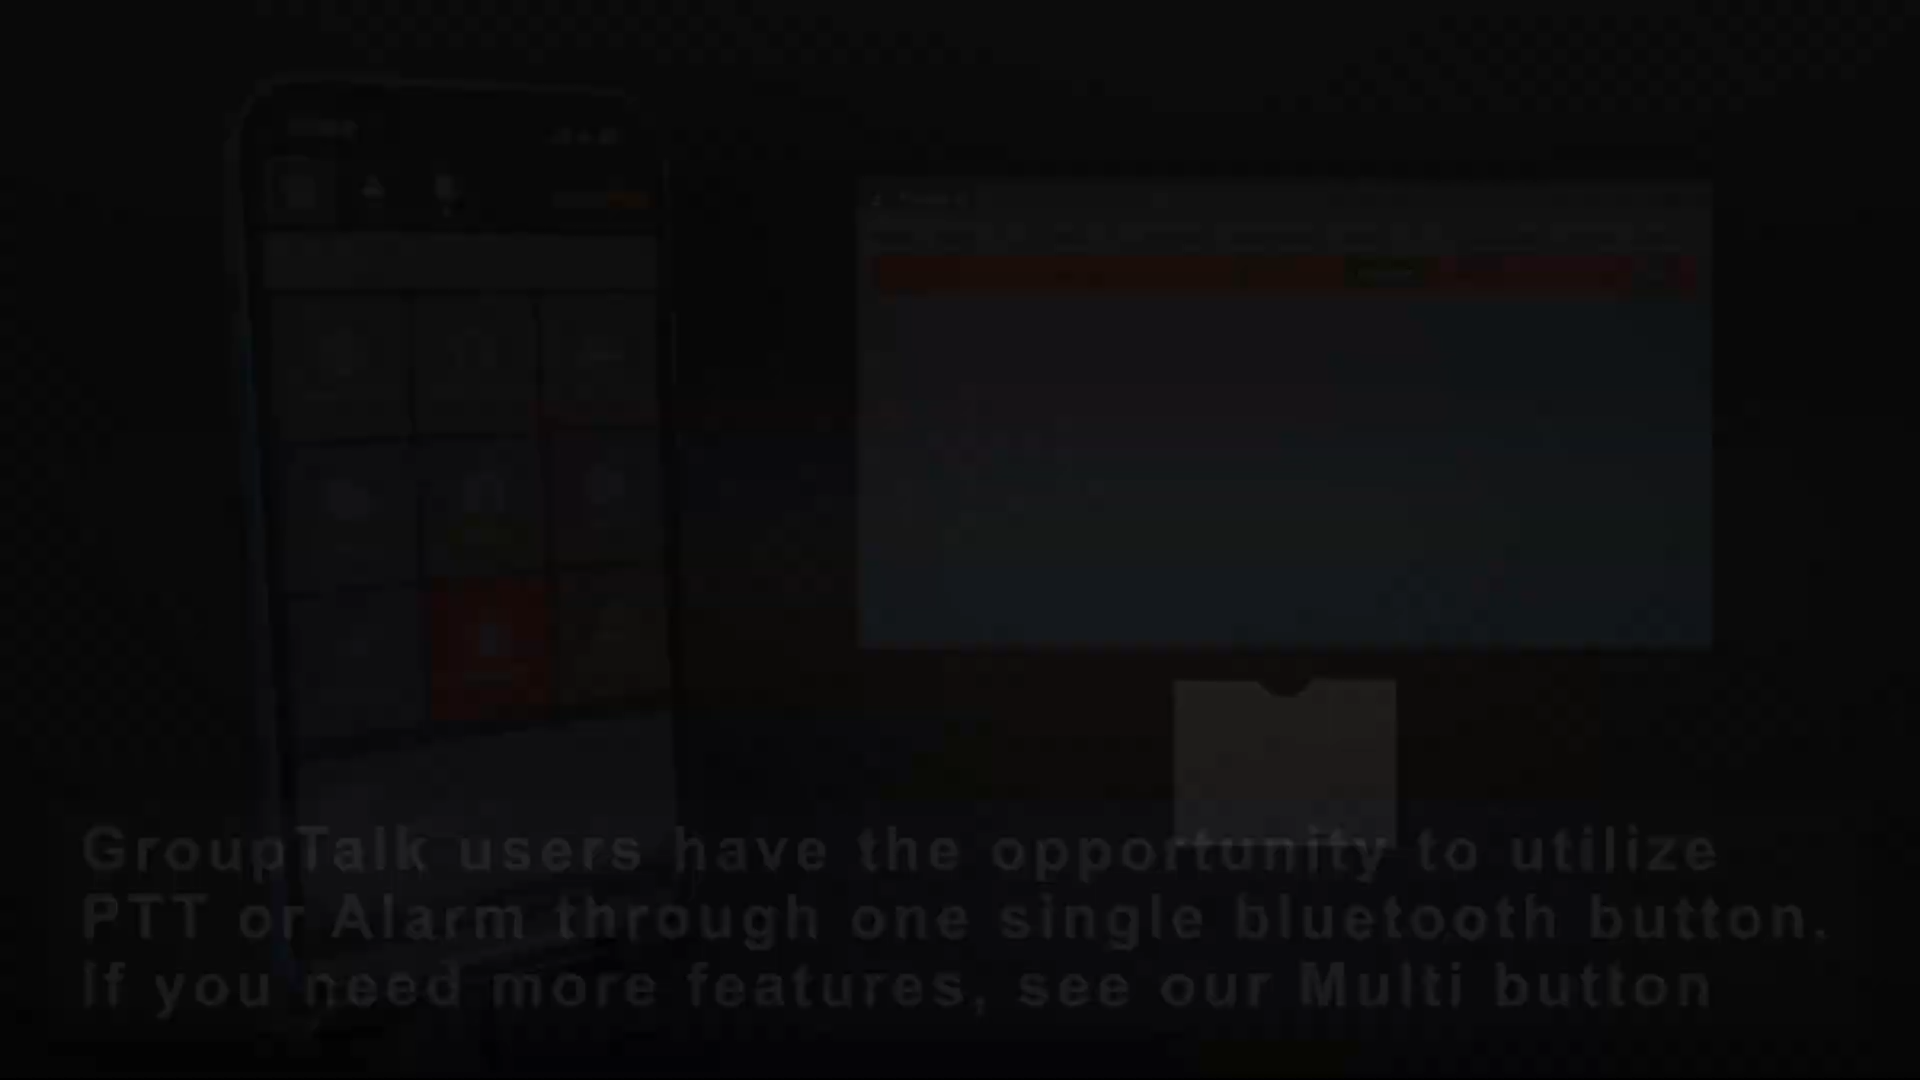 GroupTalk users have the opportunity to utilize
PTT or Alarm through one single bluetooth button.
If you need more features, see our Multi button